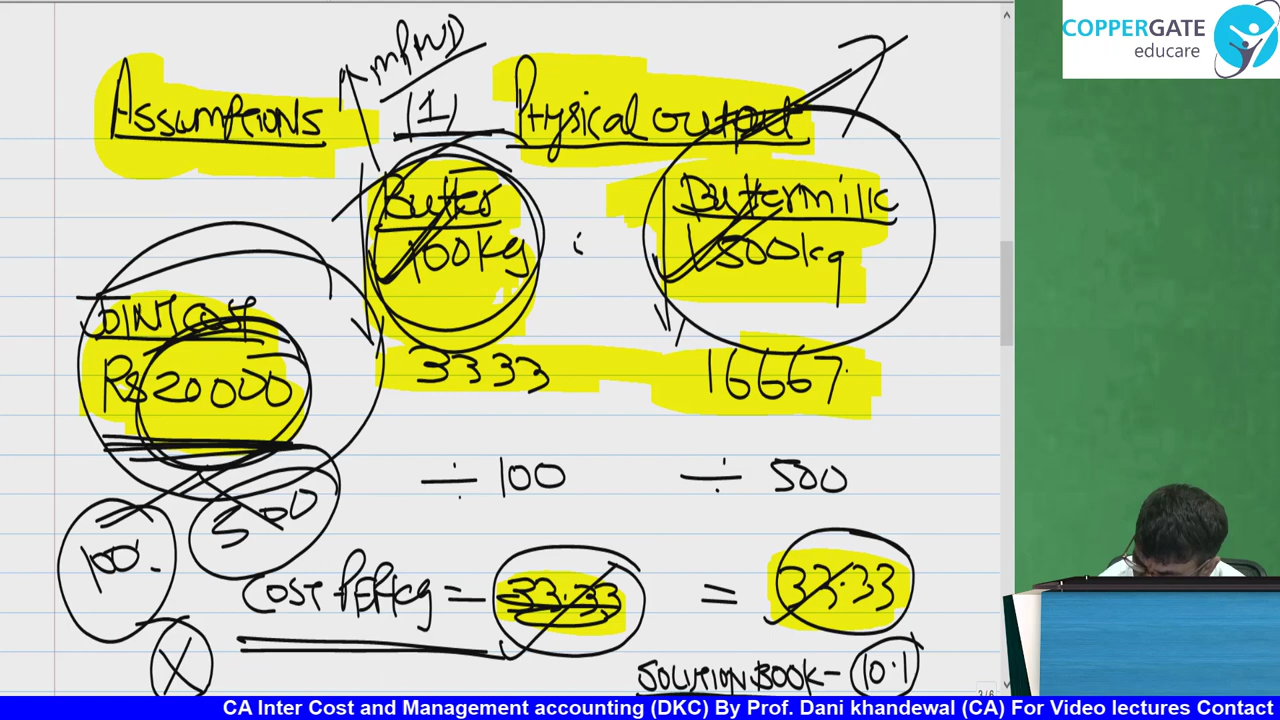 COPPERGATE
educare
Assumptions (1) Physical output
Butter : Buttermilk
100kg 500kg
Joint cost
Rs 20000
3333 16667
÷ 100 ÷ 500
100 500
Cost Per kg = 33.33 = 33.33
X
SOLUTION BOOK - 10.1
3/6
CA Inter Cost and Management accounting (DKC) By Prof. Dani khandewal (CA) For Video lectures Contact